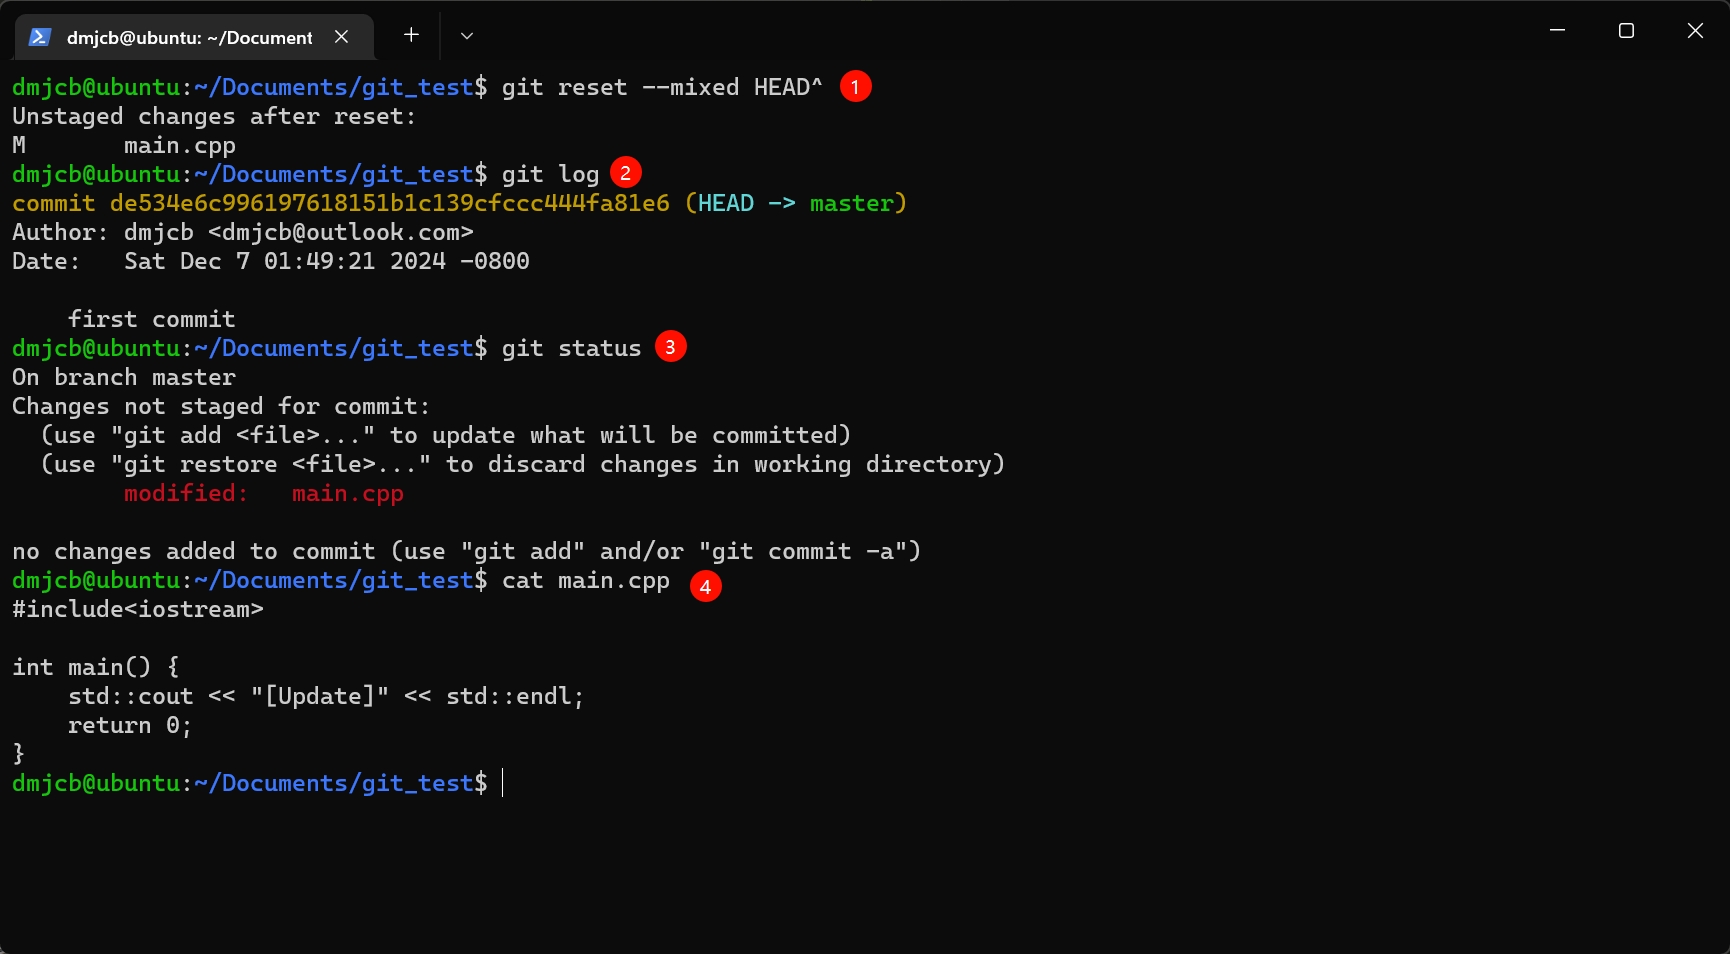 dmjcb@ubuntu: ~/Document
dmjcb@ubuntu:~/Documents/git_test$ git reset --mixed HEAD^ 1
Unstaged changes after reset:
M       main.cpp
dmjcb@ubuntu:~/Documents/git_test$ git log 2
commit de534e6c996197618151b1c139cfccc444fa81e6 (HEAD -> master)
Author: dmjcb <dmjcb@outlook.com>
Date:   Sat Dec 7 01:49:21 2024 -0800
    first commit
dmjcb@ubuntu:~/Documents/git_test$ git status 3
On branch master
Changes not staged for commit:
  (use "git add <file>..." to update what will be committed)
  (use "git restore <file>..." to discard changes in working directory)
        modified:   main.cpp
no changes added to commit (use "git add" and/or "git commit -a")
dmjcb@ubuntu:~/Documents/git_test$ cat main.cpp 4
#include<iostream>
int main() {
    std::cout << "[Update]" << std::endl;
    return 0;
}
dmjcb@ubuntu:~/Documents/git_test$